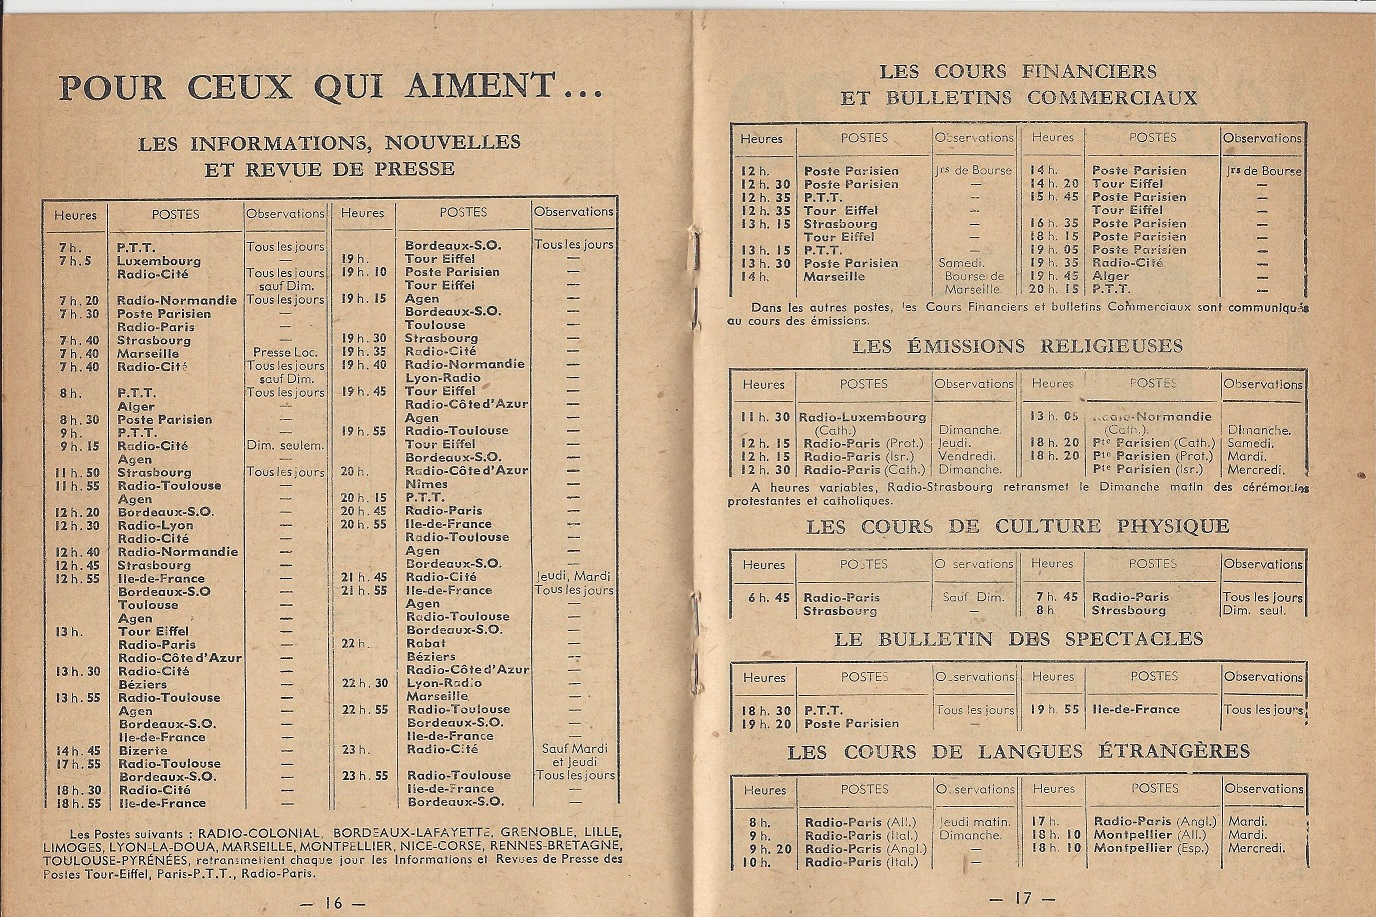 POUR CEUX QUI AIMENT...
LES INFORMATIONS, NOUVELLES
ET REVUE DE PRESSE
Heures POSTES Observations
7 h. P.T.T. Tous les jours
7 h. 5 Luxembourg —
Radio-Cité Tous les jours
sauf Dim.
7 h. 20 Radio-Normandie Tous les jours
7 h. 30 Poste Parisien —
Radio-Paris —
7 h. 40 Strasbourg —
7 h. 40 Marseille Presse Loc.
7 h. 40 Radio-Cité Tous les jours
sauf Dim.
8 h. P.T.T. Tous les jours
Alger —
8 h. 30 Poste Parisien —
9 h. P.T.T. —
9 h. 15 Radio-Cité Dim. seulem.
Agen —
11 h. 50 Strasbourg Tous les jours
11 h. 55 Radio-Toulouse —
Agen —
12 h. 20 Bordeaux-S.O. —
12 h. 30 Radio-Lyon —
Radio-Cité —
12 h. 40 Radio-Normandie —
12 h. 45 Strasbourg —
12 h. 55 Ile-de-France —
Bordeaux-S.O —
Toulouse —
Agen —
13 h. Tour Eiffel —
Radio-Paris —
Radio-Côte d'Azur —
13 h. 30 Radio-Cité —
Béziers —
13 h. 55 Radio-Toulouse —
Agen —
Bordeaux-S.O. —
Ile-de-France —
14 h. 45 Bizerte —
17 h. 55 Radio-Toulouse —
Bordeaux-S.O. —
18 h. 30 Radio-Cité —
18 h. 55 Ile-de-France —
Heures POSTES Observations
Bordeaux-S.O. Tous les jours
19 h. Tour Eiffel —
19 h. 10 Poste Parisien —
Tour Eiffel —
19 h. 15 Agen —
Bordeaux-S.O. —
Toulouse —
19 h. 30 Strasbourg —
19 h. 35 Radio-Cité —
19 h. 40 Radio-Normandie —
Lyon-Radio —
19 h. 45 Tour Eiffel —
Radio-Côte d'Azur —
Agen —
19 h. 55 Radio-Toulouse —
Tour Eiffel —
Bordeaux-S.O. —
20 h. Radio-Côte d'Azur —
Nîmes —
20 h. 15 P.T.T. —
20 h. 45 Radio-Paris —
20 h. 55 Ile-de-France —
Radio-Toulouse —
Agen —
Bordeaux-S.O. —
21 h. 45 Radio-Cité Jeudi, Mardi
21 h. 55 Ile-de-France Tous les jours
Agen —
Radio-Toulouse —
Bordeaux-S.O. —
22 h. Rabat —
Béziers —
Radio-Côte d'Azur —
22 h. 30 Lyon-Radio —
Marseille —
22 h. 55 Radio-Toulouse —
Bordeaux-S.O. —
Ile-de-France —
23 h. Radio-Cité Sauf Mardi
et Jeudi
23 h. 55 Radio-Toulouse Tous les jours
Ile-de-France —
Bordeaux-S.O. —
Les Postes suivants : RADIO-COLONIAL, BORDEAUX-LAFAYETTE, GRENOBLE, LILLE,
LIMOGES, LYON-LA-DOUA, MARSEILLE, MONTPELLIER, NICE-CORSE, RENNES-BRETAGNE,
TOULOUSE-PYRÉNÉES, retransmettent chaque jour les Informations et Revues de Presse des
Postes Tour-Eiffel, Paris-P.T.T., Radio-Paris.
— 16 —
LES COURS FINANCIERS
ET BULLETINS COMMERCIAUX
Heures POSTES Observations
12 h. Poste Parisien Jrs de Bourse
12 h. 30 Poste Parisien —
12 h. 35 P.T.T. —
12 h. 35 Tour Eiffel —
13 h. 15 Strasbourg —
Tour Eiffel —
13 h. 15 P.T.T. —
13 h. 30 Poste Parisien Samedi.
14 h. Marseille Bourse de
Marseille.
Heures POSTES Observations
14 h. Poste Parisien Jrs de Bourse
14 h. 20 Tour Eiffel —
15 h. 45 Poste Parisien —
Tour Eiffel —
16 h. 35 Poste Parisien —
18 h. 15 Poste Parisien —
19 h. 05 Poste Parisien —
19 h. 35 Radio-Cité —
19 h. 45 Alger —
20 h. 15 P.T.T. —
Dans les autres postes, les Cours Financiers et bulletins Commerciaux sont communiqués
au cours des émissions.
LES ÉMISSIONS RELIGIEUSES
Heures POSTES Observations
11 h. 30 Radio-Luxembourg
(Cath.) Dimanche.
12 h. 15 Radio-Paris (Prot.) Jeudi.
12 h. 15 Radio-Paris (Isr.) Vendredi.
12 h. 30 Radio-Paris (Cath.) Dimanche.
Heures POSTES Observations
13 h. 05 Radio-Normandie
(Cath.). Dimanche.
18 h. 20 Pte Parisien (Cath.) Samedi.
18 h. 20 Pte Parisien (Prot.) Mardi.
Pte Parisien (Isr.) Mercredi.
A heures variables, Radio-Strasbourg retransmet le Dimanche matin des cérémonies
protestantes et catholiques.
LES COURS DE CULTURE PHYSIQUE
Heures POSTES Observations
6 h. 45 Radio-Paris Sauf Dim.
Strasbourg —
Heures POSTES Observations
7 h. 45 Radio-Paris Tous les jours
8 h Strasbourg Dim. seul.
LE BULLETIN DES SPECTACLES
Heures POSTES Observations
18 h. 30 P.T.T. Tous les jours
19 h. 20 Poste Parisien —
Heures POSTES Observations
19 h. 55 Ile-de-France Tous les jours
LES COURS DE LANGUES ÉTRANGÈRES
Heures POSTES Observations
8 h. Radio-Paris (All.) Jeudi matin.
9 h. Radio-Paris (Ital.) Dimanche.
9 h. 20 Radio-Paris (Angl.) —
10 h. Radio-Paris (Ital.) —
Heures POSTES Observations
17 h. Radio-Paris (Angl.) Mardi.
18 h. 10 Montpellier (All.) Mardi.
18 h. 10 Montpellier (Esp.) Mercredi.
— 17 —